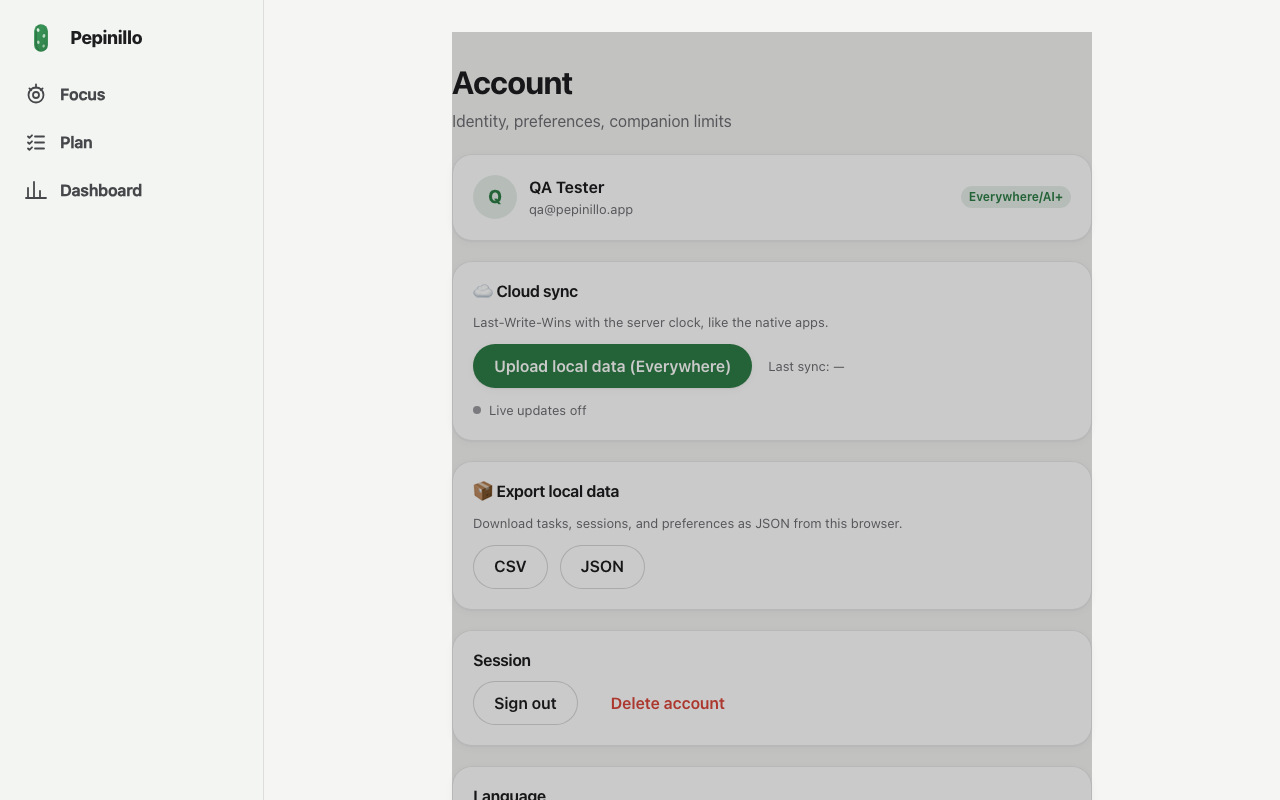 Pepinillo
Focus
Plan
Dashboard
Account
Identity, preferences, companion limits
Q
QA Tester
qa@pepinillo.app
Everywhere/AI+
☁️ Cloud sync
Last-Write-Wins with the server clock, like the native apps.
Upload local data (Everywhere)
Last sync: —
Live updates off
📦 Export local data
Download tasks, sessions, and preferences as JSON from this browser.
CSV
JSON
Session
Sign out
Delete account
Language